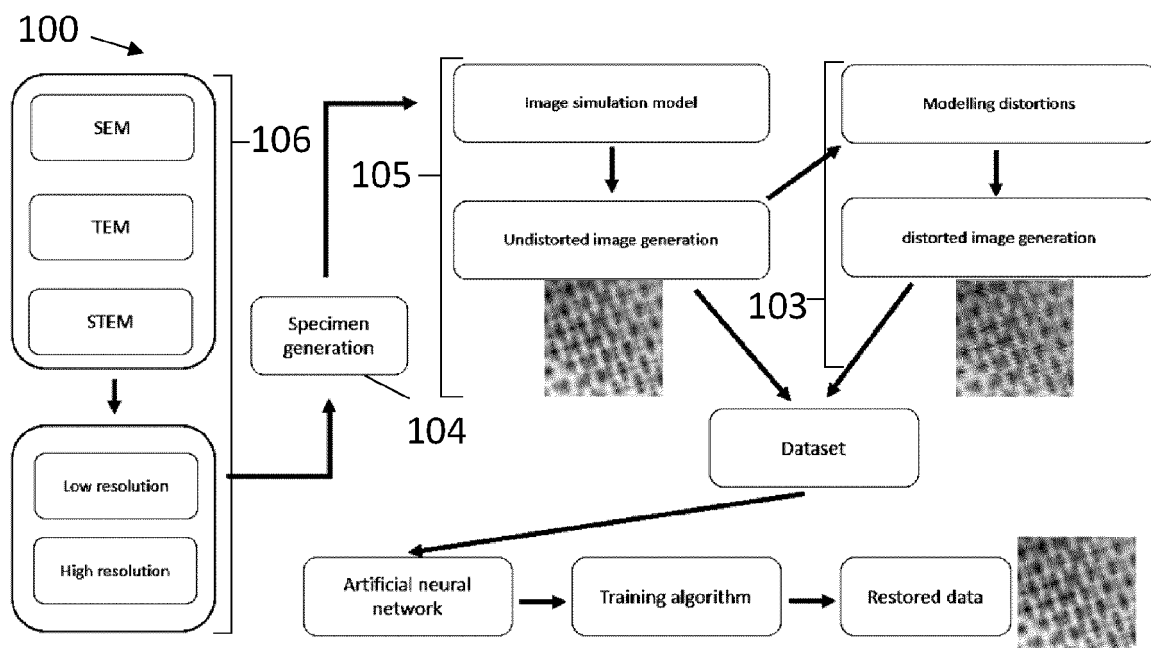 100
SEM
TEM
STEM
106
Low resolution
High resolution
Specimen
generation
104
105
Image simulation model
Undistorted image generation
103
Modelling distortions
distorted image generation
Dataset
Artificial neural
network
Training algorithm
Restored data